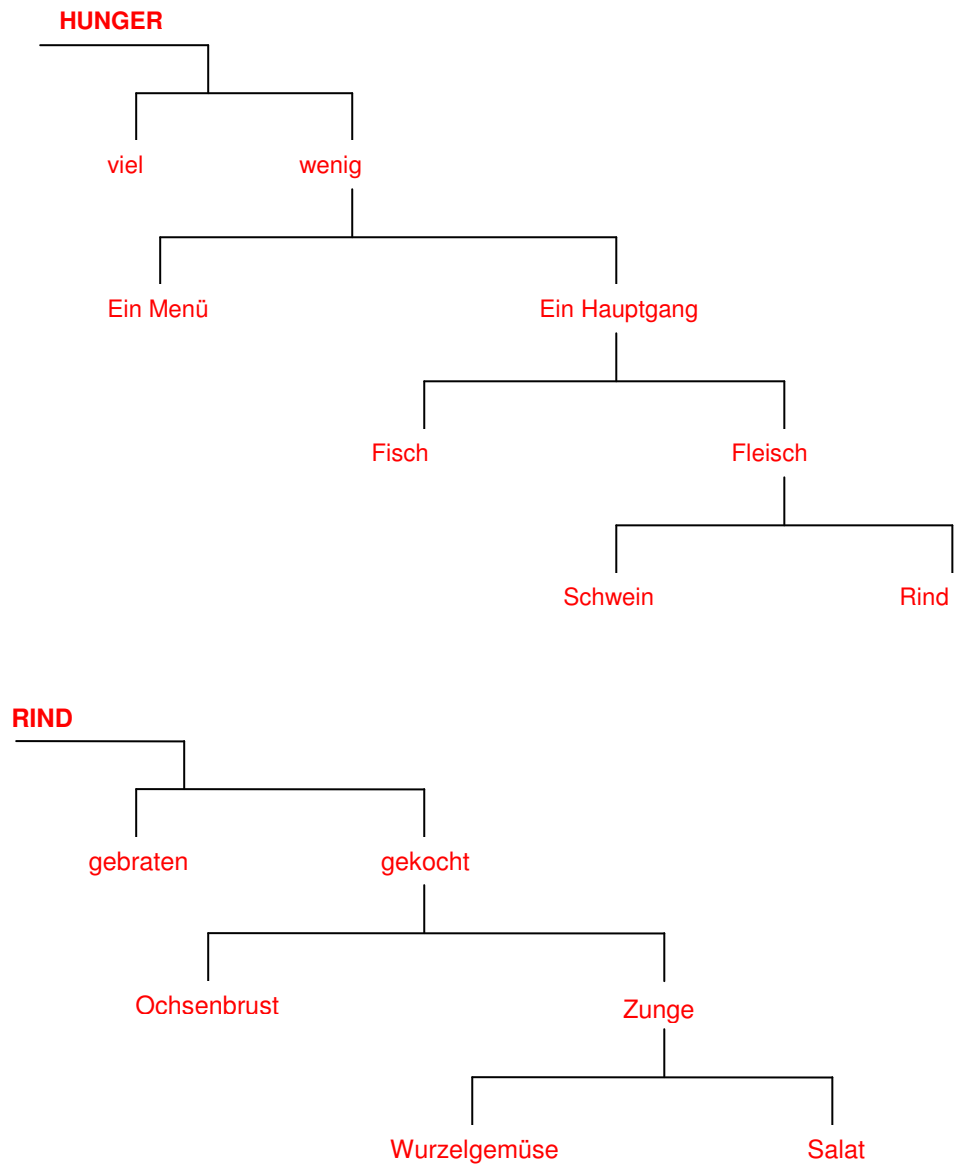 HUNGER
viel wenig
Ein Menü Ein Hauptgang
Fisch Fleisch
Schwein Rind
RIND
gebraten gekocht
Ochsenbrust Zunge
Wurzelgemüse Salat